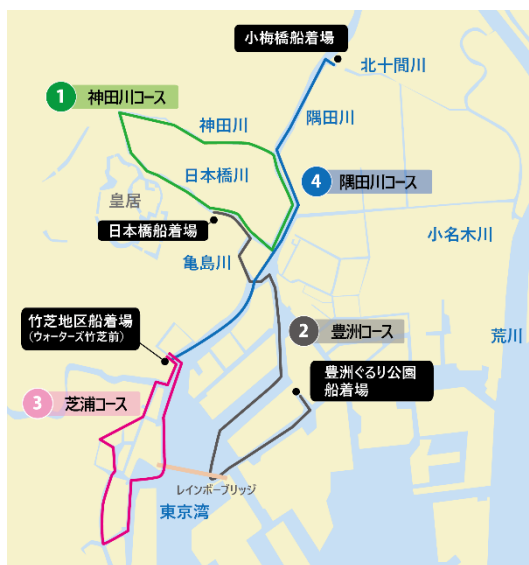 小梅橋船着場
北十間川
1 神田川コース
神田川
隅田川
日本橋川
4 隅田川コース
皇居
日本橋船着場
小名木川
亀島川
竹芝地区船着場
(ウォーターズ竹芝前)
2 豊洲コース
荒川
豊洲ぐるり公園
船着場
3 芝浦コース
レインボーブリッジ
東京湾